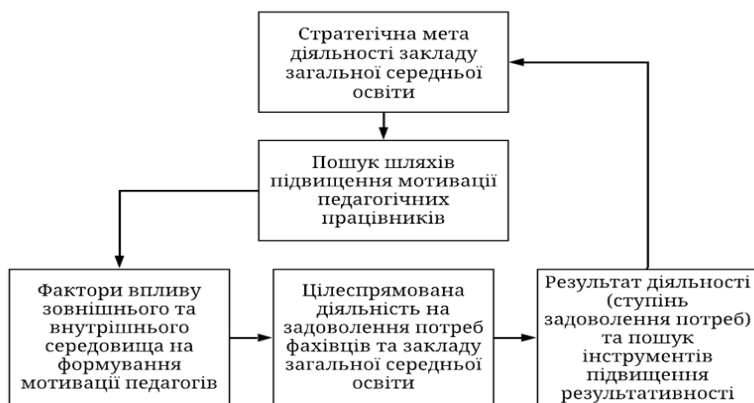 Стратегічна мета
діяльності закладу
загальної середньої
освіти
Пошук шляхів
підвищення мотивації
педагогічних
працівників
Фактори впливу
зовнішнього та
внутрішнього
середовища на
формування
мотивації педагогів
Цілеспрямована
діяльність на
задоволення потреб
фахівців та закладу
загальної середньої
освіти
Результат діяльності
(ступінь
задоволення потреб)
та пошук
інструментів
підвищення
результативності